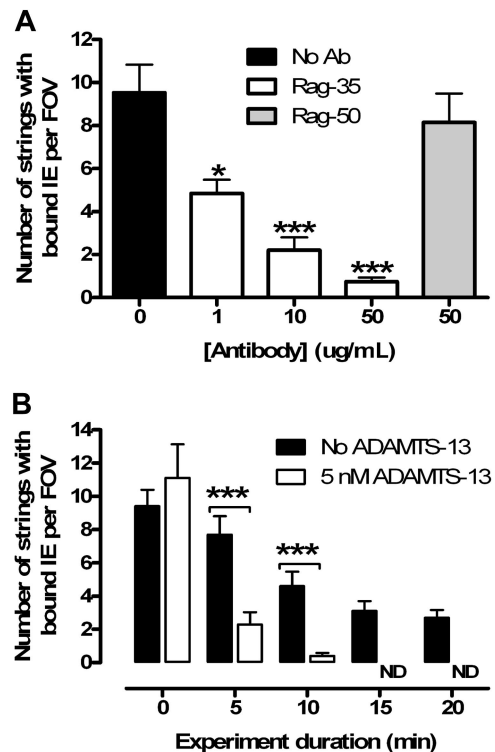 A
Number of strings with
bound IE per FOV
12
10
8
6
4
2
0
No Ab
Rag-35
Rag-50
*
***
***
0 1 10 50 50
[Antibody] (ug/mL)
B
Number of strings with
bound IE per FOV
14
12
10
8
6
4
2
0
No ADAMTS-13
5 nM ADAMTS-13
***
***
ND ND
0 5 10 15 20
Experiment duration (min)